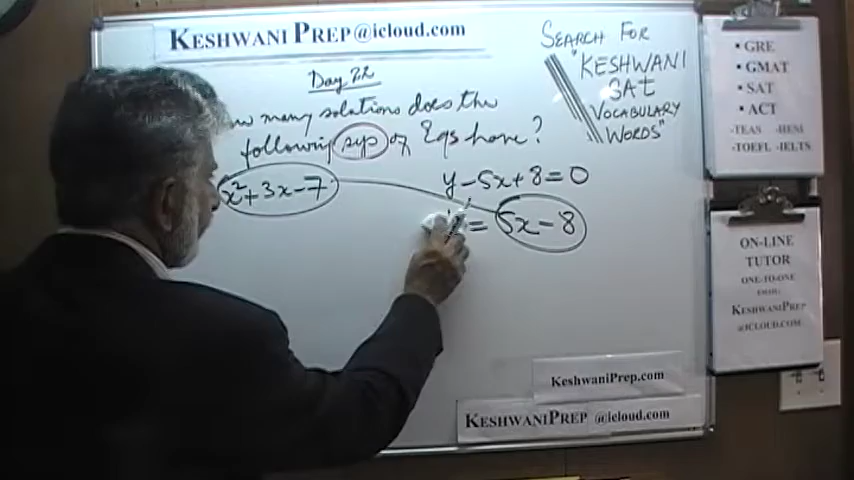 KESHWANI PREP@icloud.com
Day 22
many solutions does the
following sys of Eqs have?
x²+3x-7
y-5x+8=0
= 5x-8
SEARCH FOR
"KESHWANI
SAT
VOCABULARY
WORDS"
• GRE
• GMAT
• SAT
• ACT
-TEAS -HESI
-TOEFL -IELTS
ON-LINE
TUTOR
ONE-TO-ONE
KESHWANIPREP
@ICLOUD.COM
KESHWANIPREP.com
KESHWANIPREP @icloud.com